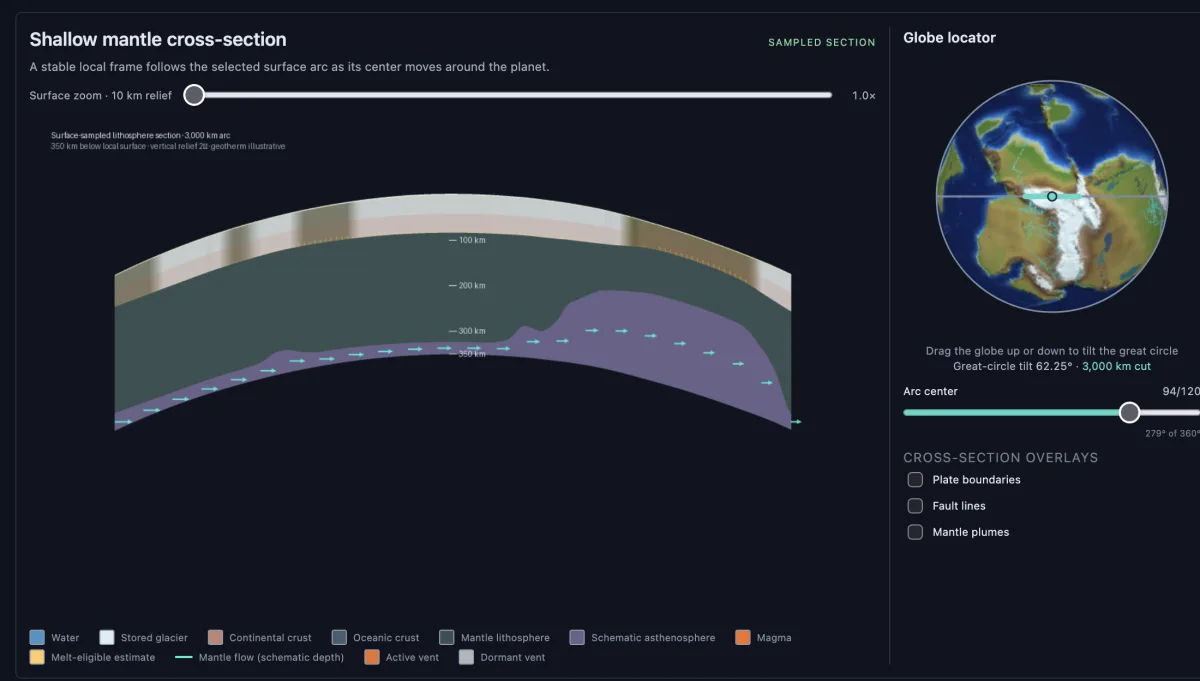 Shallow mantle cross-section
SAMPLED SECTION
A stable local frame follows the selected surface arc as its center moves around the planet.
Surface zoom · 10 km relief
1.0×
Surface-sampled lithosphere section · 3,000 km arc
350 km below local surface · vertical relief · geotherm illustrative
100 km
200 km
300 km
350 km
Water
Stored glacier
Continental crust
Oceanic crust
Mantle lithosphere
Schematic asthenosphere
Magma
Melt-eligible estimate
Mantle flow (schematic depth)
Active vent
Dormant vent
Globe locator
Drag the globe up or down to tilt the great circle
Great-circle tilt 62.25° · 3,000 km cut
Arc center
94/120
279° of 360°
CROSS-SECTION OVERLAYS
Plate boundaries
Fault lines
Mantle plumes